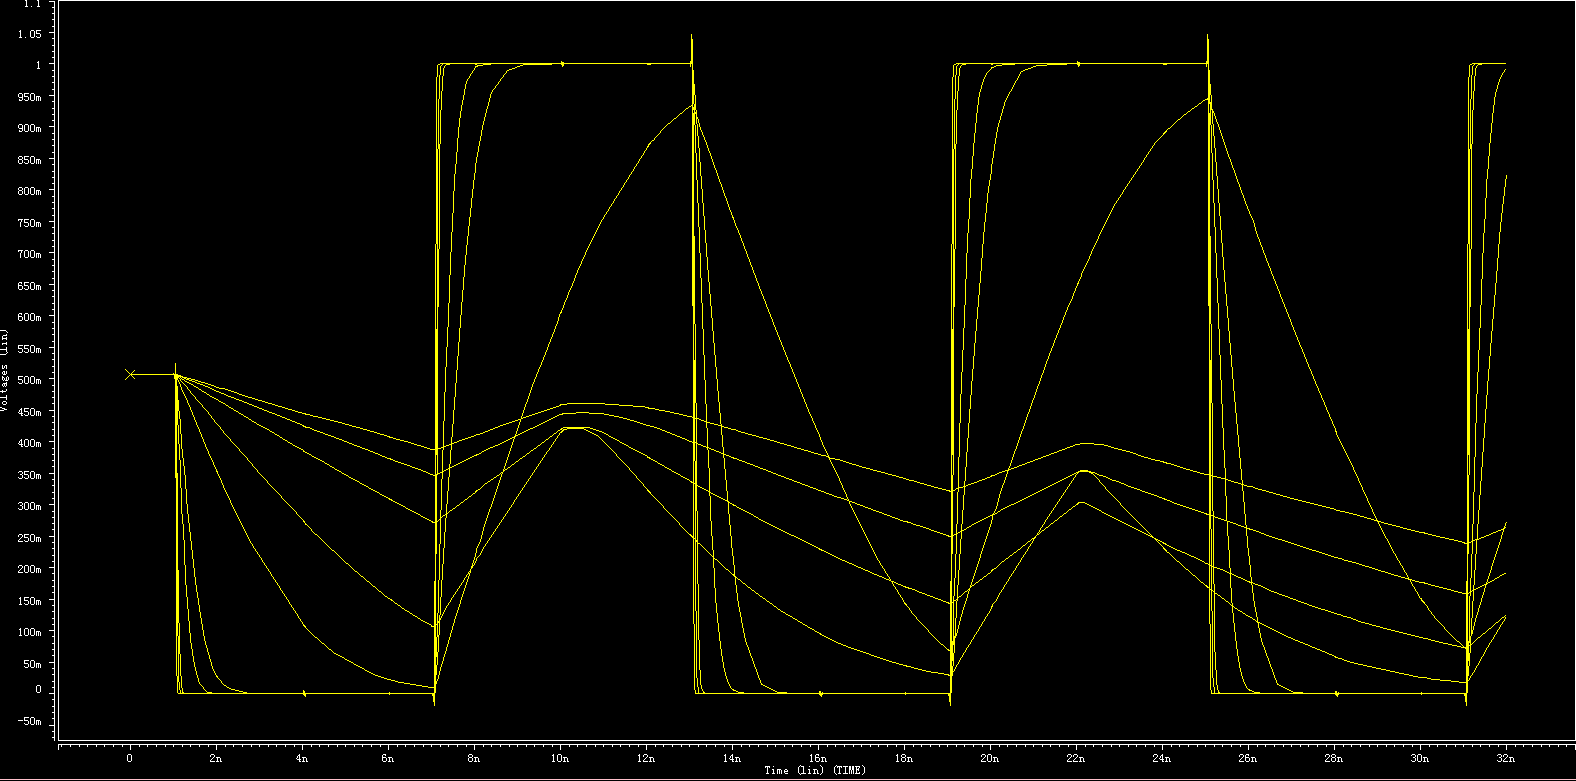 1.1
1.05
1
950m
900m
850m
800m
750m
700m
650m
600m
550m
500m
450m
400m
350m
300m
250m
200m
150m
100m
50m
0
-50m
Voltages (lin)
0 2n 4n 6n 8n 10n 12n 14n 16n 18n 20n 22n 24n 26n 28n 30n 32n
Time (lin) (TIME)